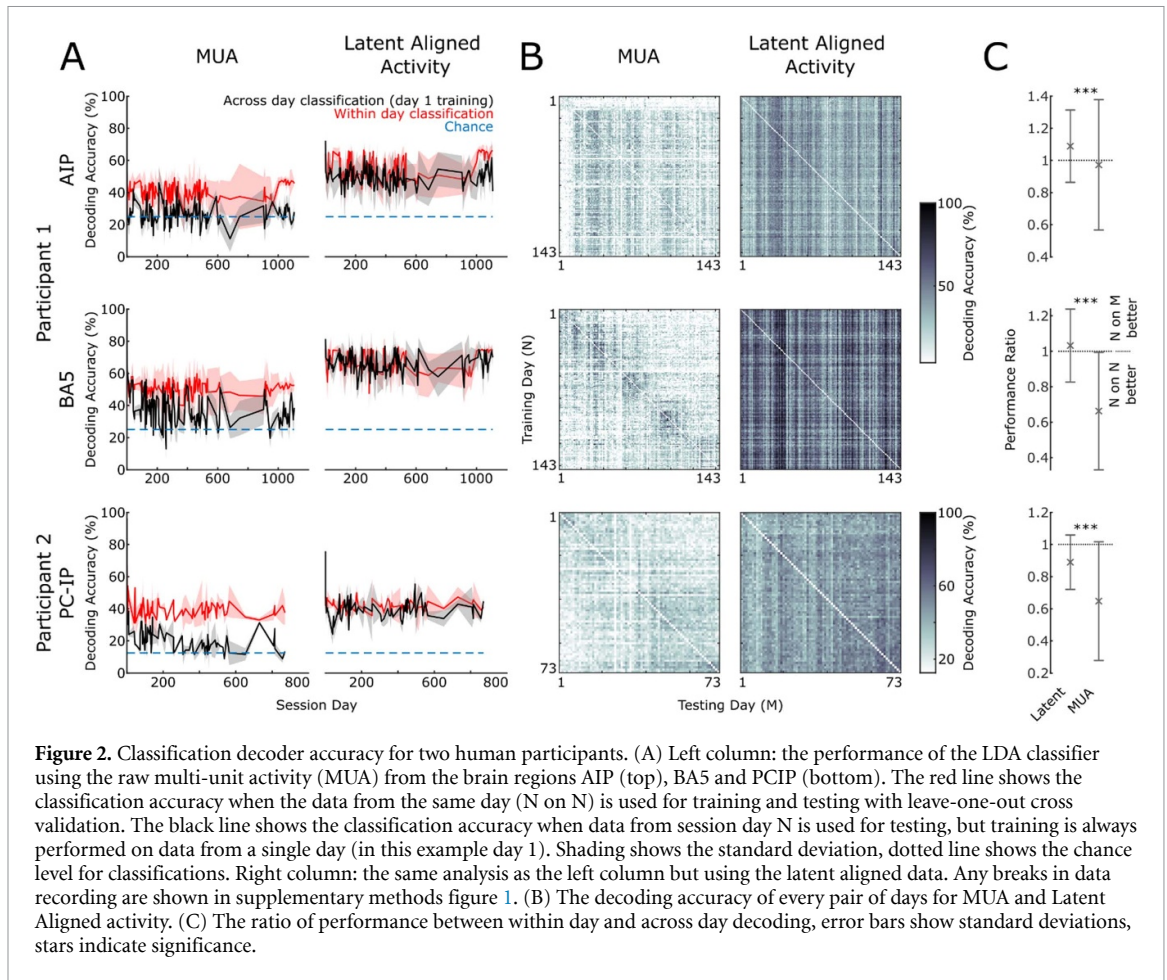 A
MUA
Latent Aligned
Activity
B
MUA
Latent Aligned
Activity
C
Across day classification (day 1 training)
Within day classification
Chance
Participant 1
AIP
Decoding Accuracy (%)
100
80
60
40
20
0
200
600
1000
200
600
1000
1
143
1
143
1
143
100
50
Decoding Accuracy (%)
***
1.4
1.2
1
0.8
0.6
0.4
BA5
Decoding Accuracy (%)
100
80
60
40
20
0
200
600
1000
200
600
1000
Training Day (N)
1
143
1
143
1
143
Performance Ratio
***
1.2
1
0.8
0.6
0.4
N on M
better
N on N
better
Participant 2
PC-IP
Decoding Accuracy (%)
100
80
60
40
20
0
200
600
800
200
600
800
Session Day
1
73
1
73
1
73
Testing Day (M)
100
60
20
Decoding Accuracy (%)
***
1.2
1
0.8
0.6
0.4
0.2
Latent
MUA
Figure 2. Classification decoder accuracy for two human participants. (A) Left column: the performance of the LDA classifier
using the raw multi-unit activity (MUA) from the brain regions AIP (top), BA5 and PCIP (bottom). The red line shows the
classification accuracy when the data from the same day (N on N) is used for training and testing with leave-one-out cross
validation. The black line shows the classification accuracy when data from session day N is used for testing, but training is always
performed on data from a single day (in this example day 1). Shading shows the standard deviation, dotted line shows the chance
level for classifications. Right column: the same analysis as the left column but using the latent aligned data. Any breaks in data
recording are shown in supplementary methods figure 1. (B) The decoding accuracy of every pair of days for MUA and Latent
Aligned activity. (C) The ratio of performance between within day and across day decoding, error bars show standard deviations,
stars indicate significance.